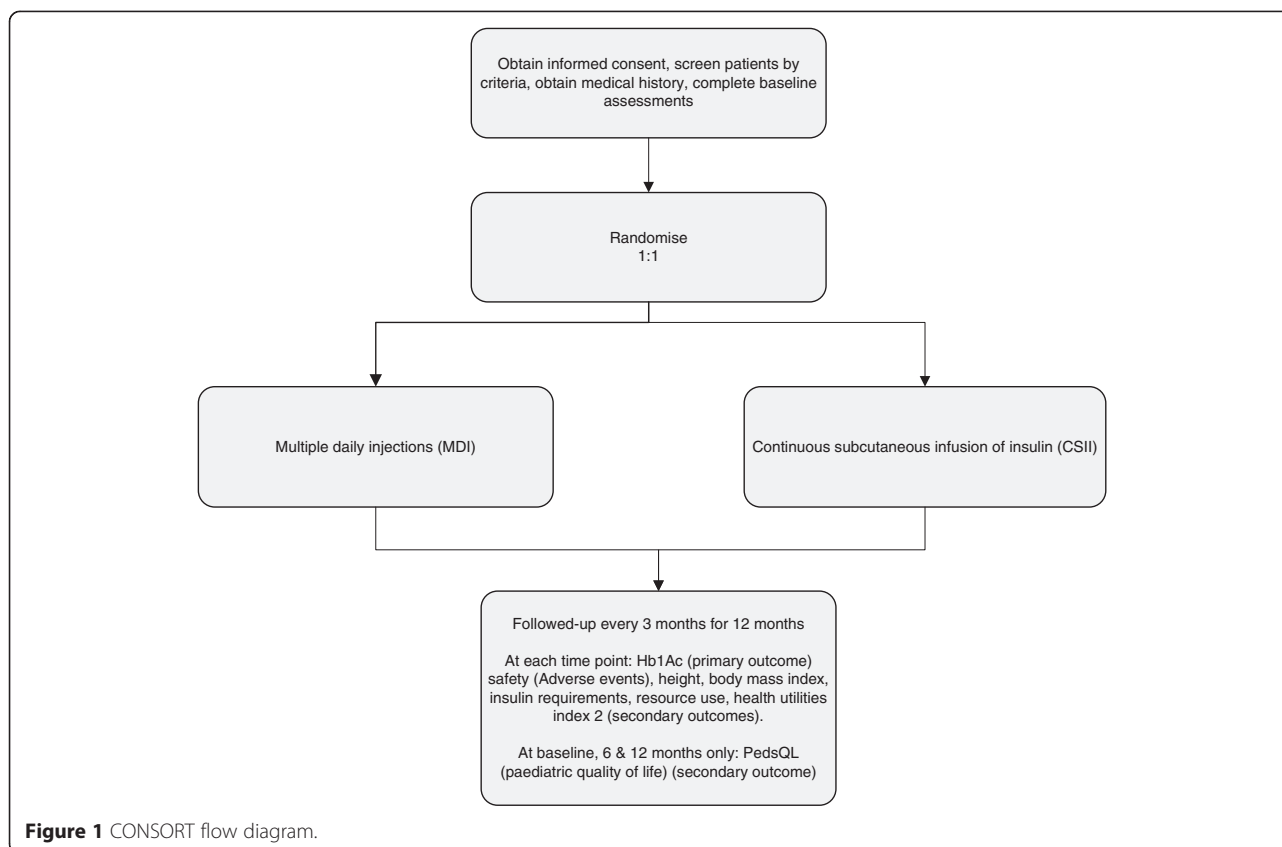 Obtain informed consent, screen patients by
criteria, obtain medical history, complete baseline
assessments
Randomise
1:1
Multiple daily injections (MDI)
Continuous subcutaneous infusion of insulin (CSII)
Followed-up every 3 months for 12 months
At each time point: Hb1Ac (primary outcome)
safety (Adverse events), height, body mass index,
insulin requirements, resource use, health utilities
index 2 (secondary outcomes).
At baseline, 6 & 12 months only: PedsQL
(paediatric quality of life) (secondary outcome)
Figure 1 CONSORT flow diagram.